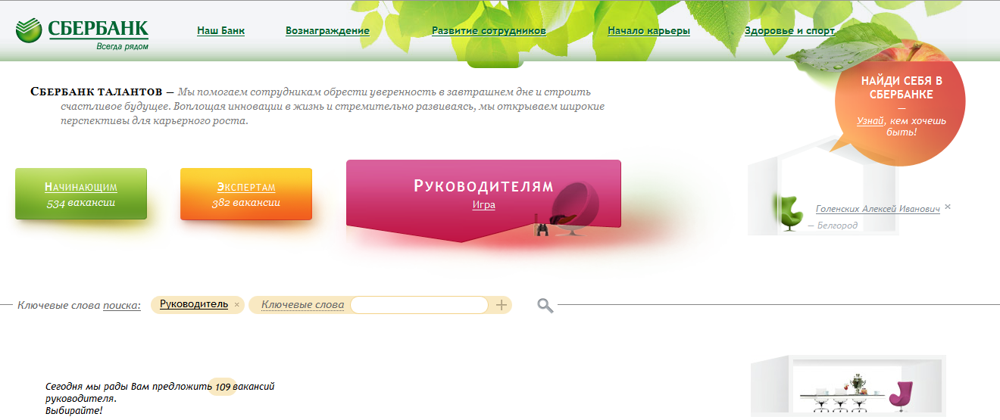 СБЕРБАНК
Всегда рядом
Наш Банк
Вознаграждение
Развитие сотрудников
Начало карьеры
Здоровье и спорт
НАЙДИ СЕБЯ В
СБЕРБАНКЕ
—
Узнай, кем хочешь
быть!
СБЕРБАНК ТАЛАНТОВ — Мы помогаем сотрудникам обрести уверенность в завтрашнем дне и строить
счастливое будущее. Воплощая инновации в жизнь и стремительно развиваясь, мы открываем широкие
перспективы для карьерного роста.
НАЧИНАЮЩИМ
534 вакансии
ЭКСПЕРТАМ
382 вакансии
РУКОВОДИТЕЛЯМ
Игра
Голенских Алексей Иванович ×
— Белгород
Ключевые слова поиска:
Руководитель ×
Ключевые слова +
Сегодня мы рады Вам предложить 109 вакансий
руководителя.
Выбирайте!